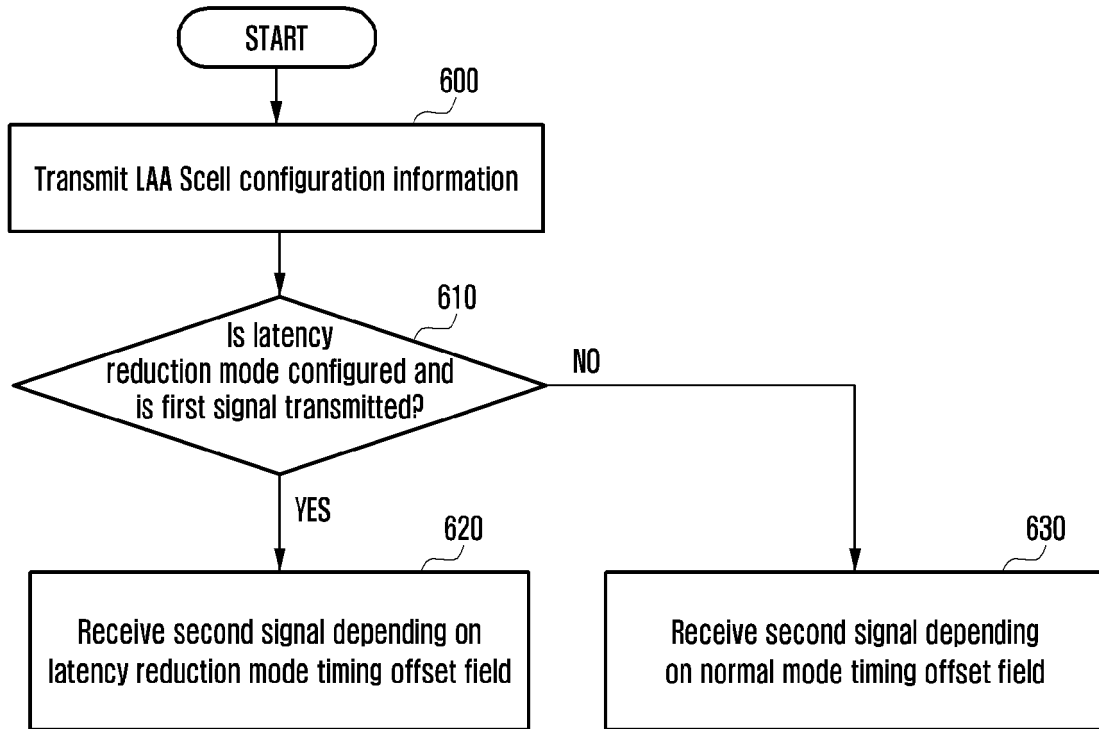 START
600
Transmit LAA Scell configuration information
610
Is latency
reduction mode configured and
is first signal transmitted?
NO
YES
620
630
Receive second signal depending on
latency reduction mode timing offset field
Receive second signal depending
on normal mode timing offset field